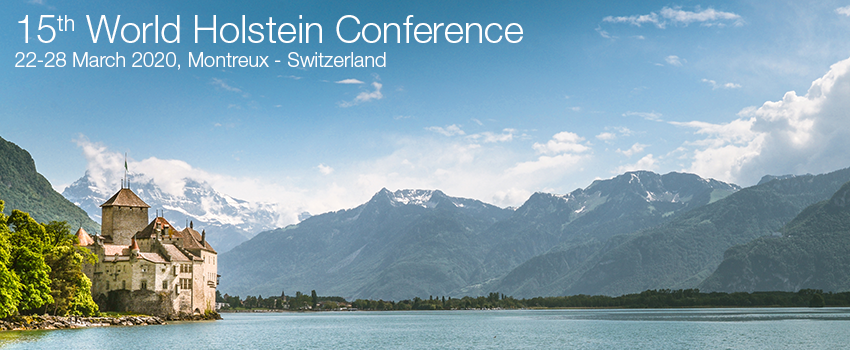 15th World Holstein Conference
22-28 March 2020, Montreux - Switzerland